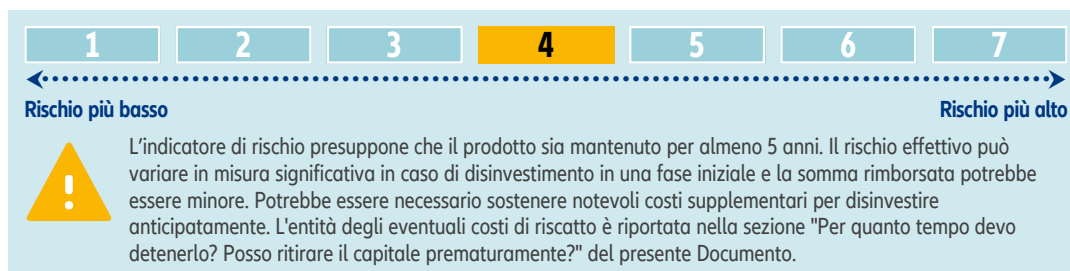 1 2 3 4 5 6 7
Rischio più basso Rischio più alto
L'indicatore di rischio presuppone che il prodotto sia mantenuto per almeno 5 anni. Il rischio effettivo può
variare in misura significativa in caso di disinvestimento in una fase iniziale e la somma rimborsata potrebbe
essere minore. Potrebbe essere necessario sostenere notevoli costi supplementari per disinvestire
anticipatamente. L'entità degli eventuali costi di riscatto è riportata nella sezione "Per quanto tempo devo
detenerlo? Posso ritirare il capitale prematuramente?" del presente Documento.